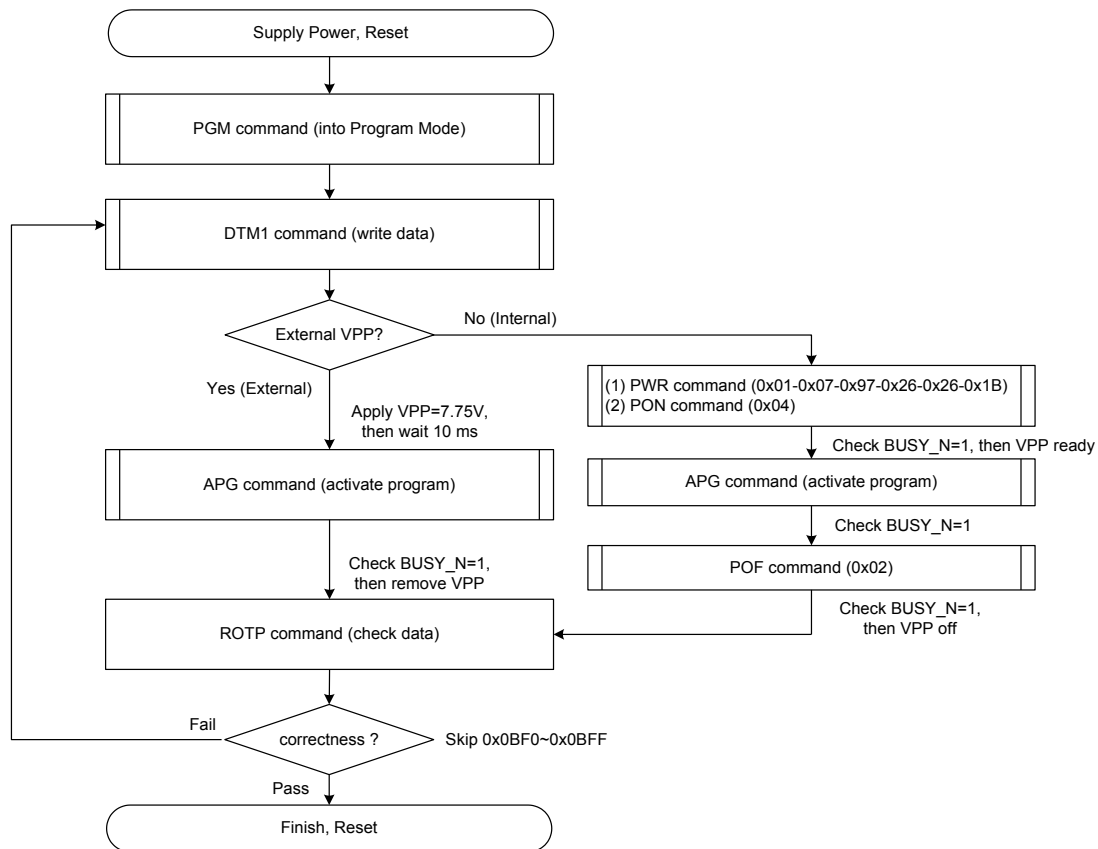 Supply Power, Reset
PGM command (into Program Mode)
DTM1 command (write data)
External VPP?
No (Internal)
Yes (External)
(1) PWR command (0x01-0x07-0x97-0x26-0x26-0x1B)
(2) PON command (0x04)
Apply VPP=7.75V,
then wait 10 ms
Check BUSY_N=1, then VPP ready
APG command (activate program)
APG command (activate program)
Check BUSY_N=1
Check BUSY_N=1,
then remove VPP
POF command (0x02)
Check BUSY_N=1,
then VPP off
ROTP command (check data)
Fail
correctness ?
Skip 0x0BF0~0x0BFF
Pass
Finish, Reset